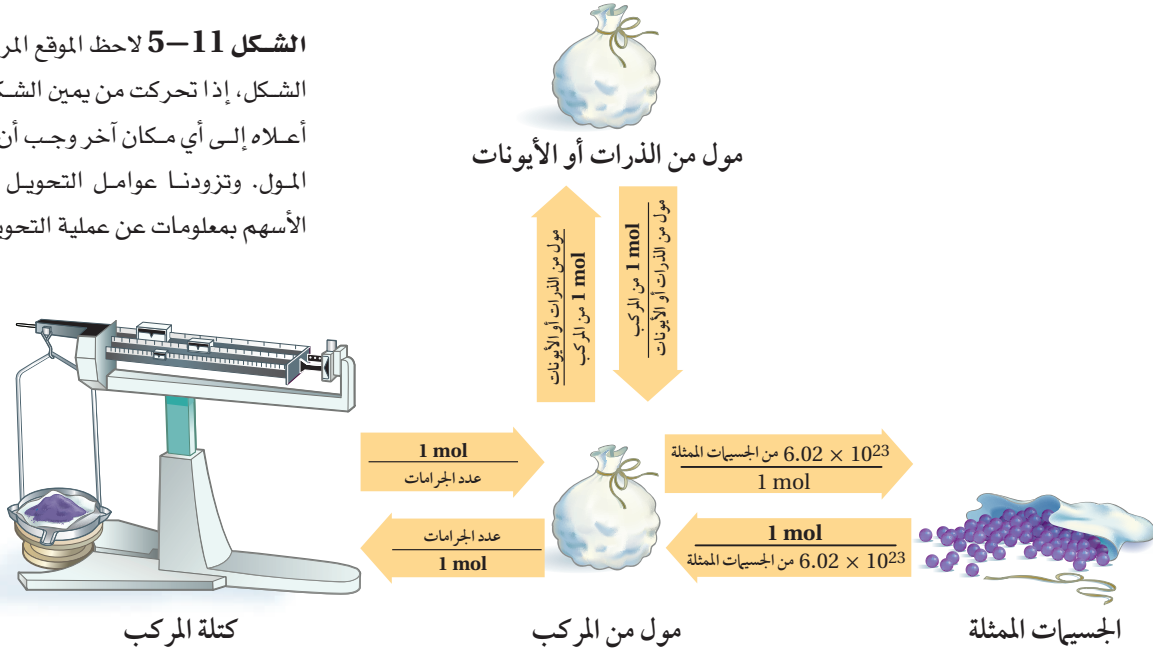 الشكل 11–5 لاحظ الموقع المر
الشكل، إذا تحركت من يمين الشك
أعلاه إلى أي مكان آخر وجب أن
المول. وتزودنا عوامل التحويل
الأسهم بمعلومات عن عملية التحوي
مول من الذرات أو الأيونات
مول من الذرات أو الأيونات
1 mol من المركب
1 mol من المركب
مول من الذرات أو الأيونات
1 mol
عدد الجرامات
6.02 × 10²³ من الجسيمات الممثلة
1 mol
عدد الجرامات
1 mol
1 mol
6.02 × 10²³ من الجسيمات الممثلة
الجسيمات الممثلة
مول من المركب
كتلة المركب